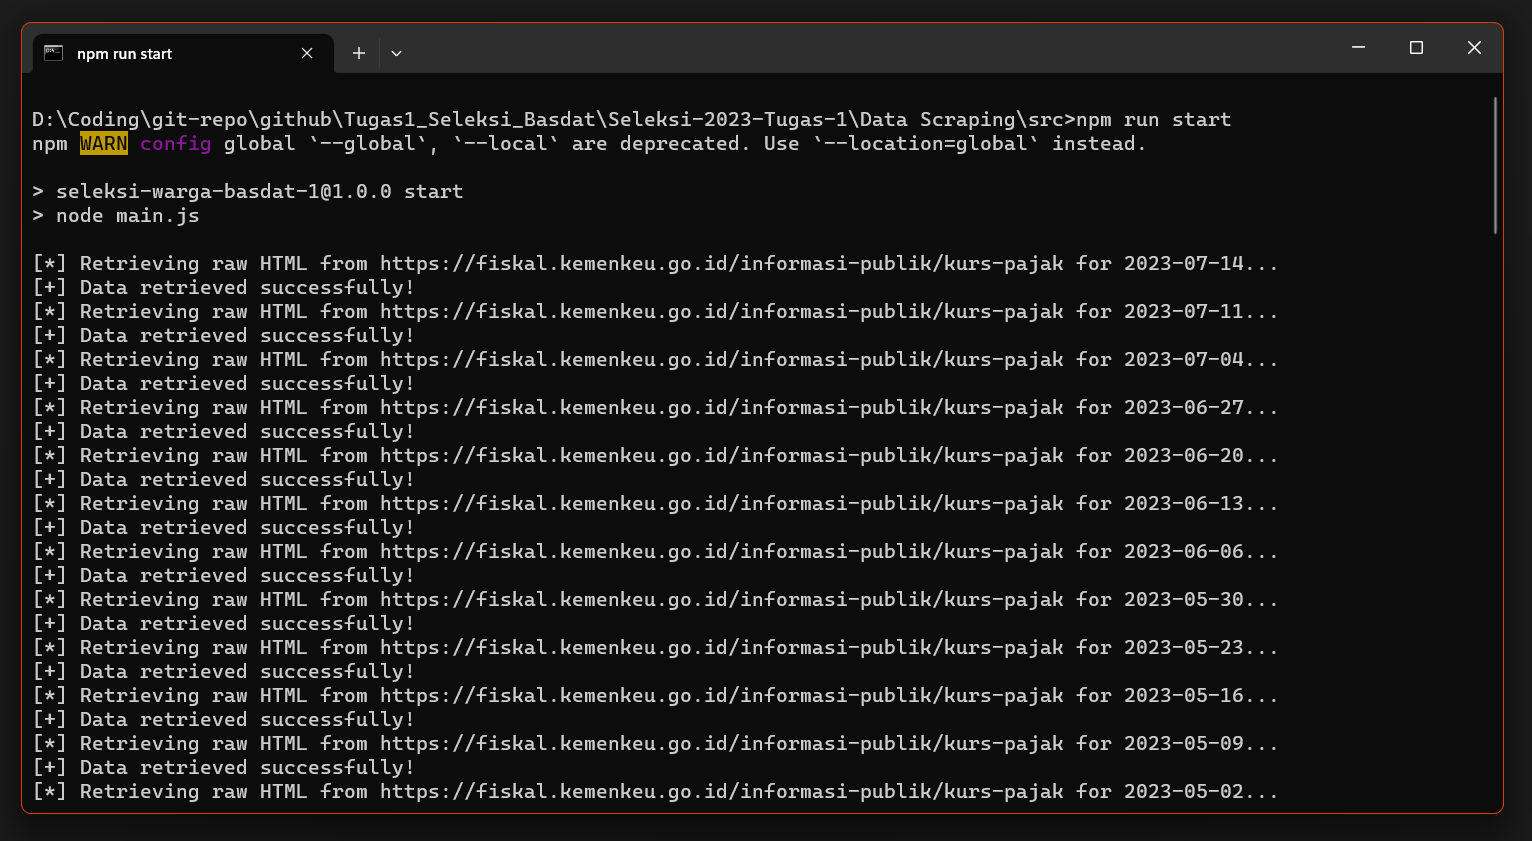 npm run start
D:\Coding\git-repo\github\Tugas1_Seleksi_Basdat\Seleksi-2023-Tugas-1\Data Scraping\src>npm run start
npm WARN config global `--global`, `--local` are deprecated. Use `--location=global` instead.
> seleksi-warga-basdat-1@1.0.0 start
> node main.js
[*] Retrieving raw HTML from https://fiskal.kemenkeu.go.id/informasi-publik/kurs-pajak for 2023-07-14...
[+] Data retrieved successfully!
[*] Retrieving raw HTML from https://fiskal.kemenkeu.go.id/informasi-publik/kurs-pajak for 2023-07-11...
[+] Data retrieved successfully!
[*] Retrieving raw HTML from https://fiskal.kemenkeu.go.id/informasi-publik/kurs-pajak for 2023-07-04...
[+] Data retrieved successfully!
[*] Retrieving raw HTML from https://fiskal.kemenkeu.go.id/informasi-publik/kurs-pajak for 2023-06-27...
[+] Data retrieved successfully!
[*] Retrieving raw HTML from https://fiskal.kemenkeu.go.id/informasi-publik/kurs-pajak for 2023-06-20...
[+] Data retrieved successfully!
[*] Retrieving raw HTML from https://fiskal.kemenkeu.go.id/informasi-publik/kurs-pajak for 2023-06-13...
[+] Data retrieved successfully!
[*] Retrieving raw HTML from https://fiskal.kemenkeu.go.id/informasi-publik/kurs-pajak for 2023-06-06...
[+] Data retrieved successfully!
[*] Retrieving raw HTML from https://fiskal.kemenkeu.go.id/informasi-publik/kurs-pajak for 2023-05-30...
[+] Data retrieved successfully!
[*] Retrieving raw HTML from https://fiskal.kemenkeu.go.id/informasi-publik/kurs-pajak for 2023-05-23...
[+] Data retrieved successfully!
[*] Retrieving raw HTML from https://fiskal.kemenkeu.go.id/informasi-publik/kurs-pajak for 2023-05-16...
[+] Data retrieved successfully!
[*] Retrieving raw HTML from https://fiskal.kemenkeu.go.id/informasi-publik/kurs-pajak for 2023-05-09...
[+] Data retrieved successfully!
[*] Retrieving raw HTML from https://fiskal.kemenkeu.go.id/informasi-publik/kurs-pajak for 2023-05-02...